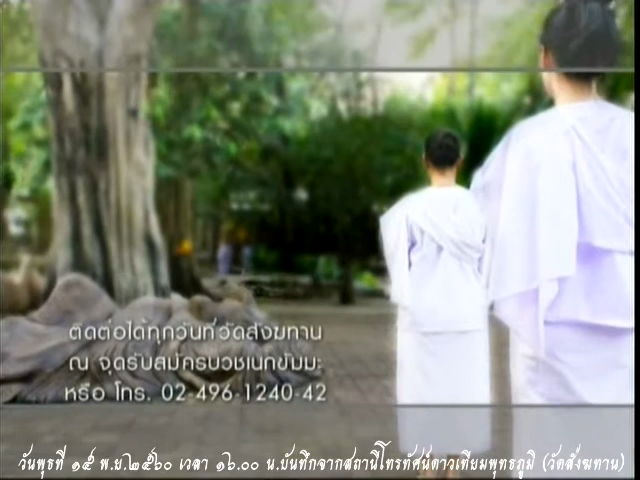 ติดต่อได้ทุกวันที่วัดสังฆทาน
ณ จุดรับสมัครบวชเนกขัมมะ
หรือ โทร. 02-496-1240-42
วันพุธที่ ๑๕ พ.ย.๒๕๖๐ เวลา ๑๖.๐๐ น.บันทึกจากสถานีโทรทัศน์ดาวเทียมพุทธภูมิ (วัดสังฆทาน)